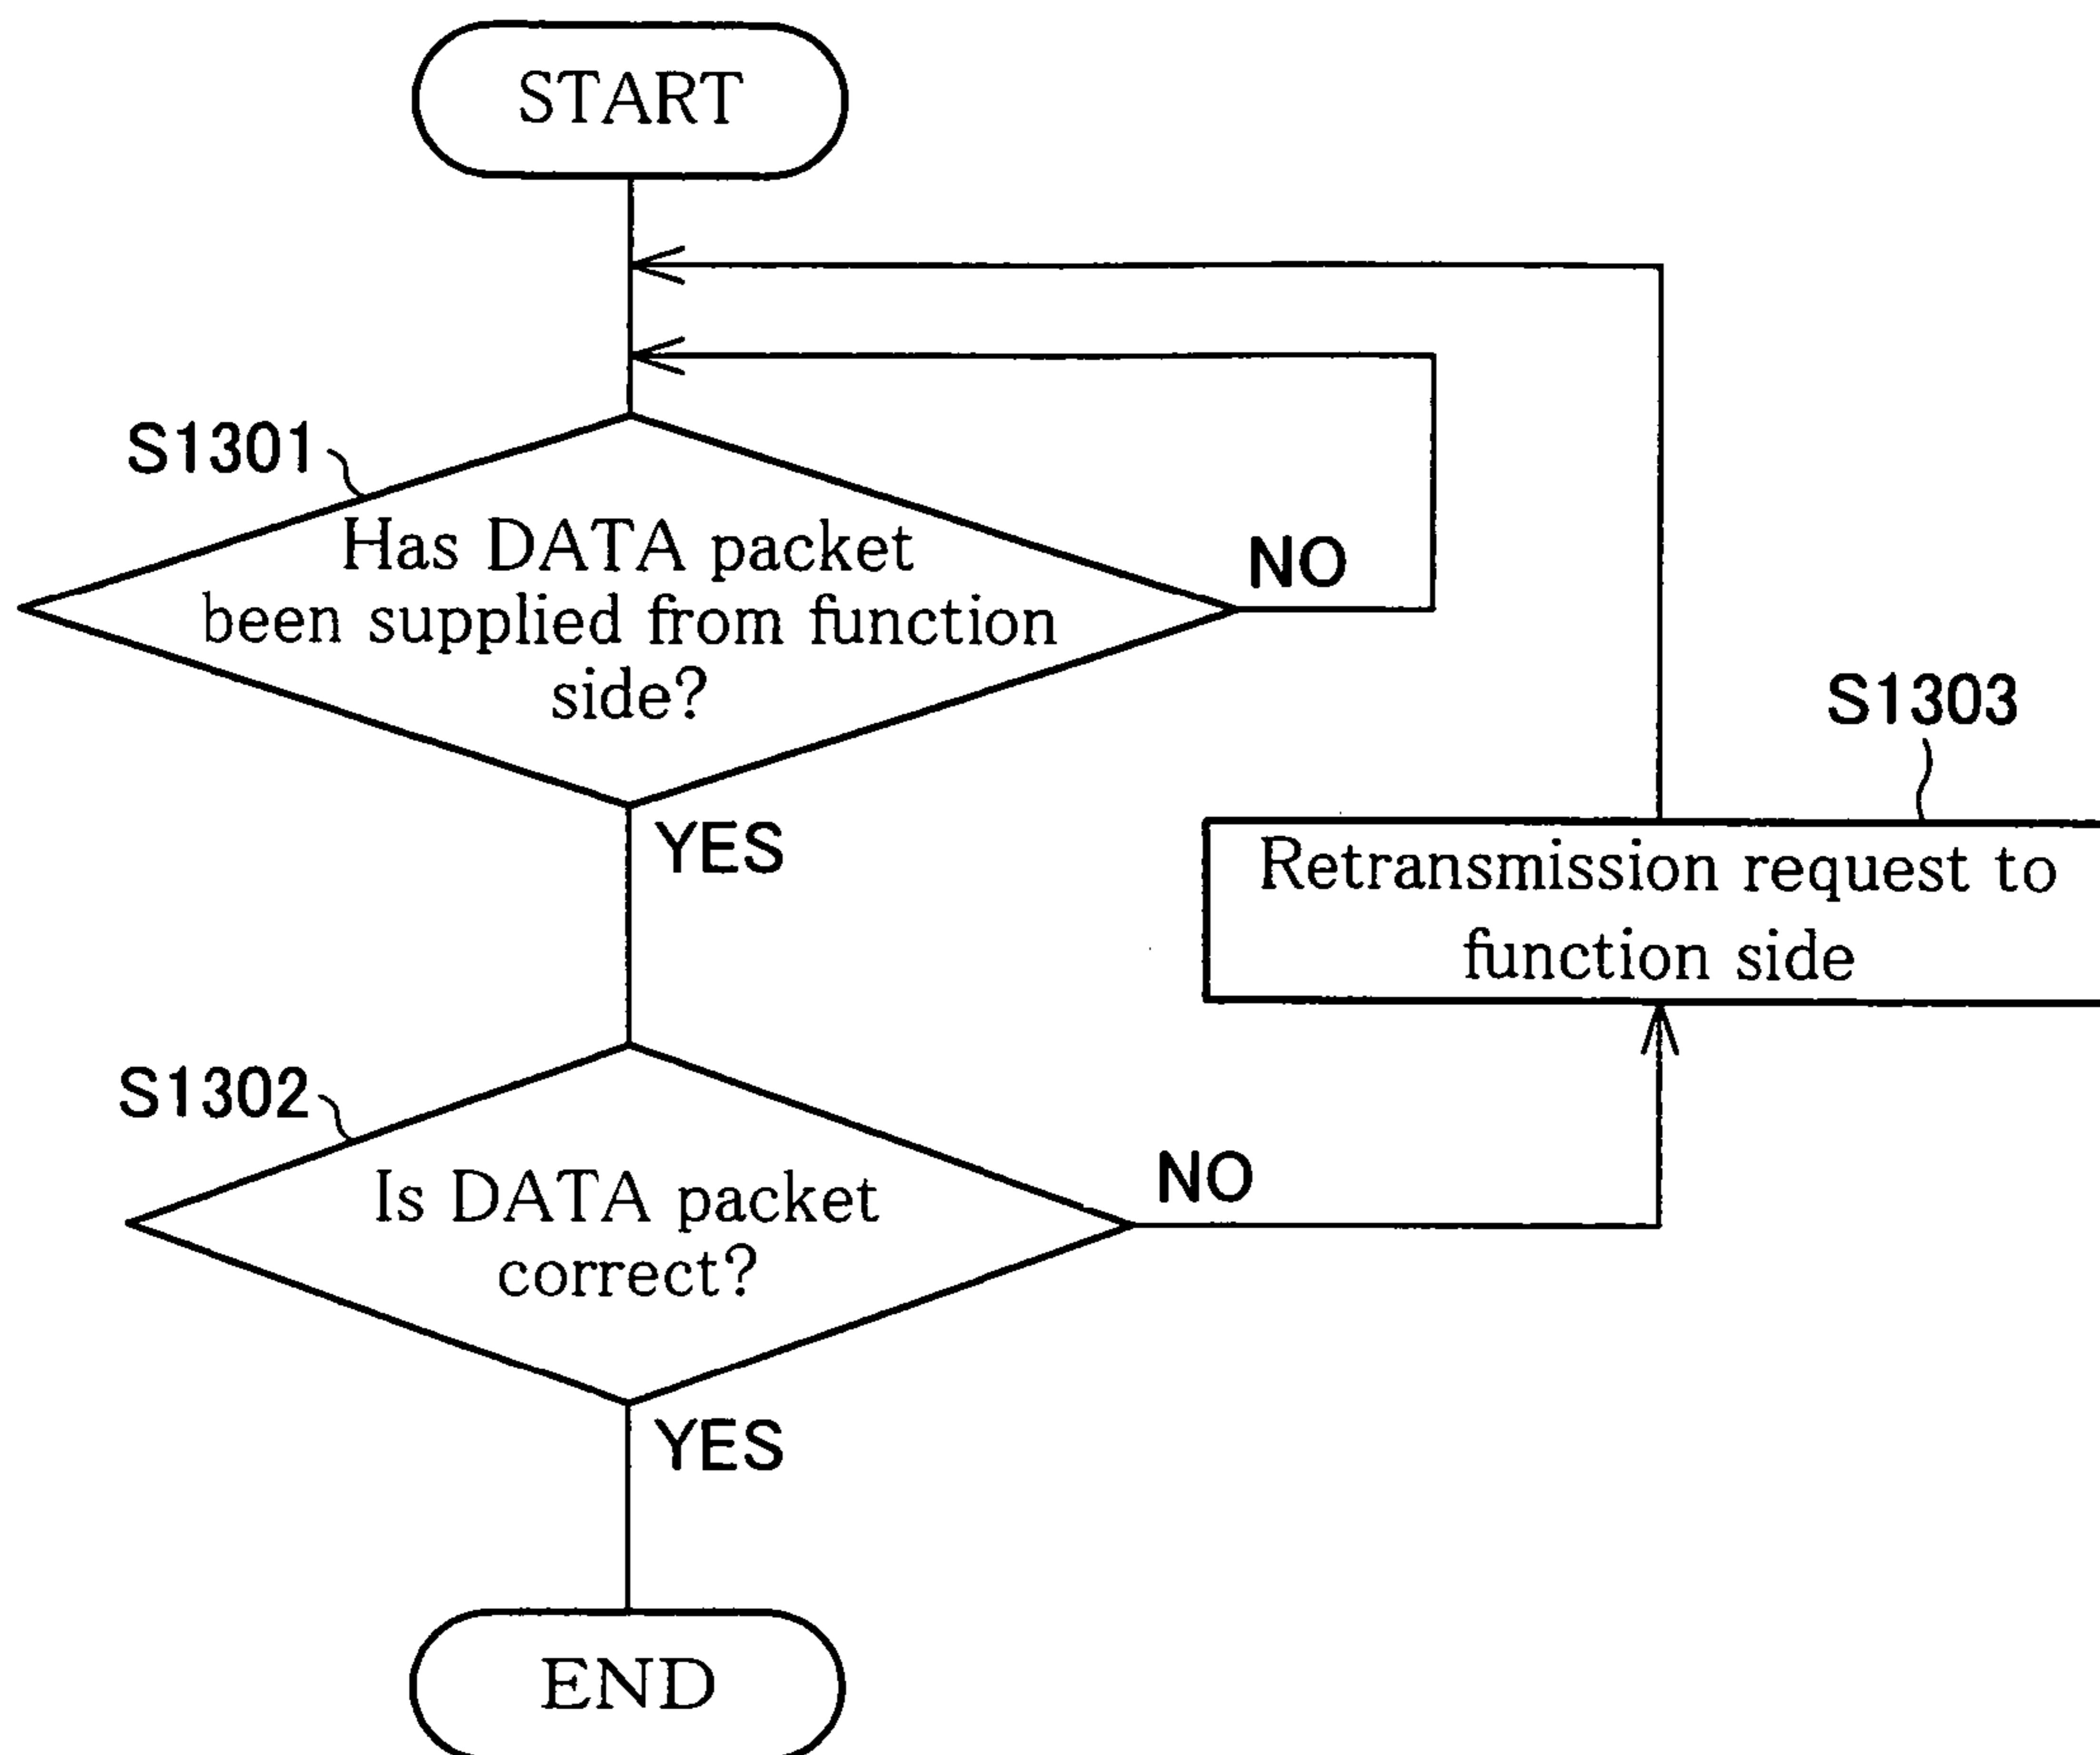 START
S1301
Has DATA packet
been supplied from function
side?
NO
YES
S1303
Retransmission request to
function side
S1302
Is DATA packet
correct?
NO
YES
END